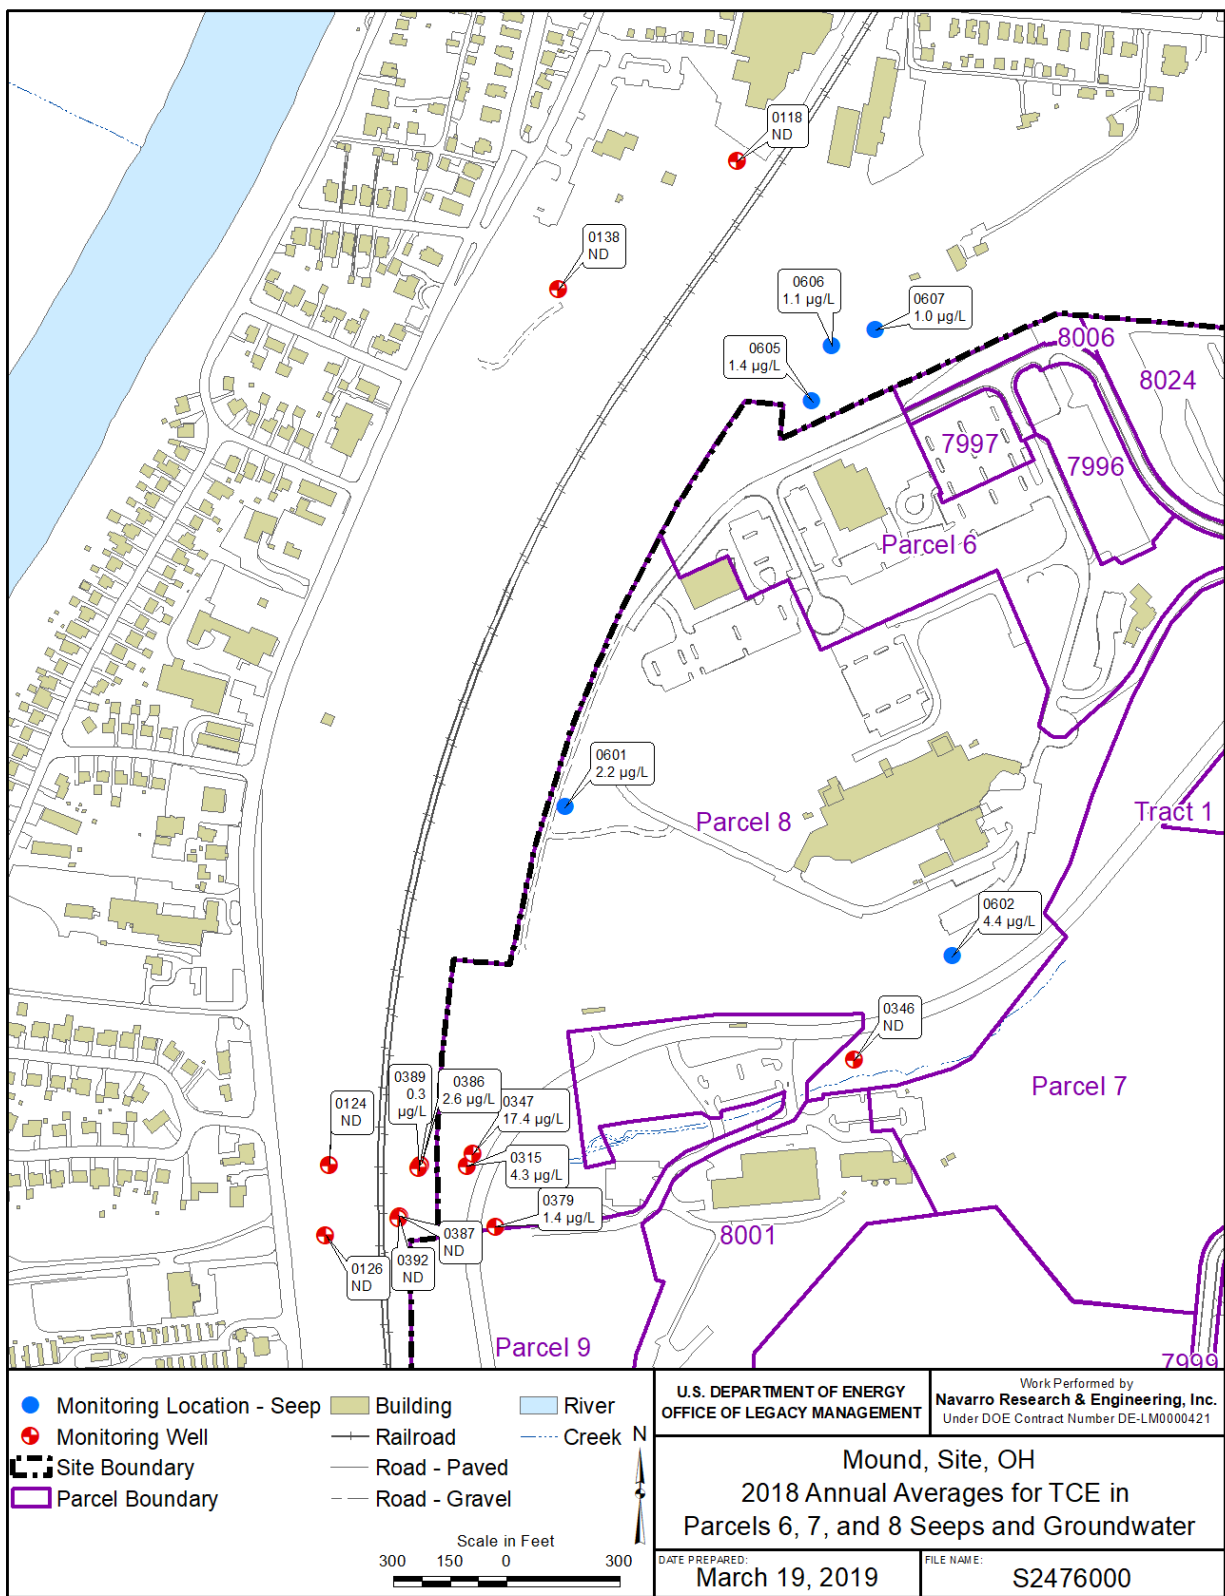 0118
ND
0138
ND
0606
1.1 µg/L
0607
1.0 µg/L
0605
1.4 µg/L
8006
8024
7997
7996
Parcel 6
0601
2.2 µg/L
Parcel 8
Tract 1
0602
4.4 µg/L
0346
ND
Parcel 7
0389
0.3
µg/L
0386
2.6 µg/L
0347
17.4 µg/L
0124
ND
0315
4.3 µg/L
0379
1.4 µg/L
0387
ND
0392
ND
0126
ND
8001
Parcel 9
7999
Monitoring Location - Seep
Monitoring Well
Site Boundary
Parcel Boundary
Building
Railroad
Road - Paved
Road - Gravel
River
Creek
N
Scale in Feet
300 150 0 300
U.S. DEPARTMENT OF ENERGY
OFFICE OF LEGACY MANAGEMENT
Work Performed by
Navarro Research & Engineering, Inc.
Under DOE Contract Number DE-LM0000421
Mound, Site, OH
2018 Annual Averages for TCE in
Parcels 6, 7, and 8 Seeps and Groundwater
DATE PREPARED:
March 19, 2019
FILE NAME:
S2476000